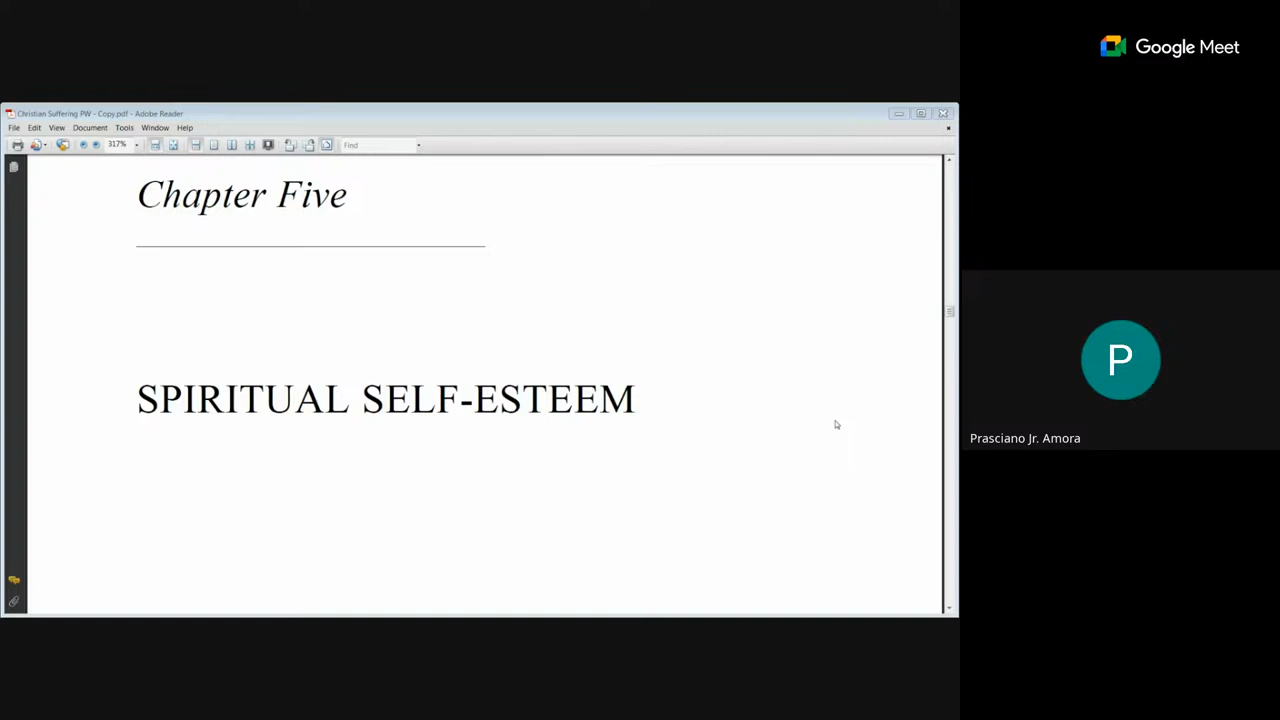 Google Meet
Christian Suffering PW - Copy.pdf - Adobe Reader
File Edit View Document Tools Window Help
317% Find
Chapter Five
SPIRITUAL SELF-ESTEEM
P
Prasciano Jr. Amora